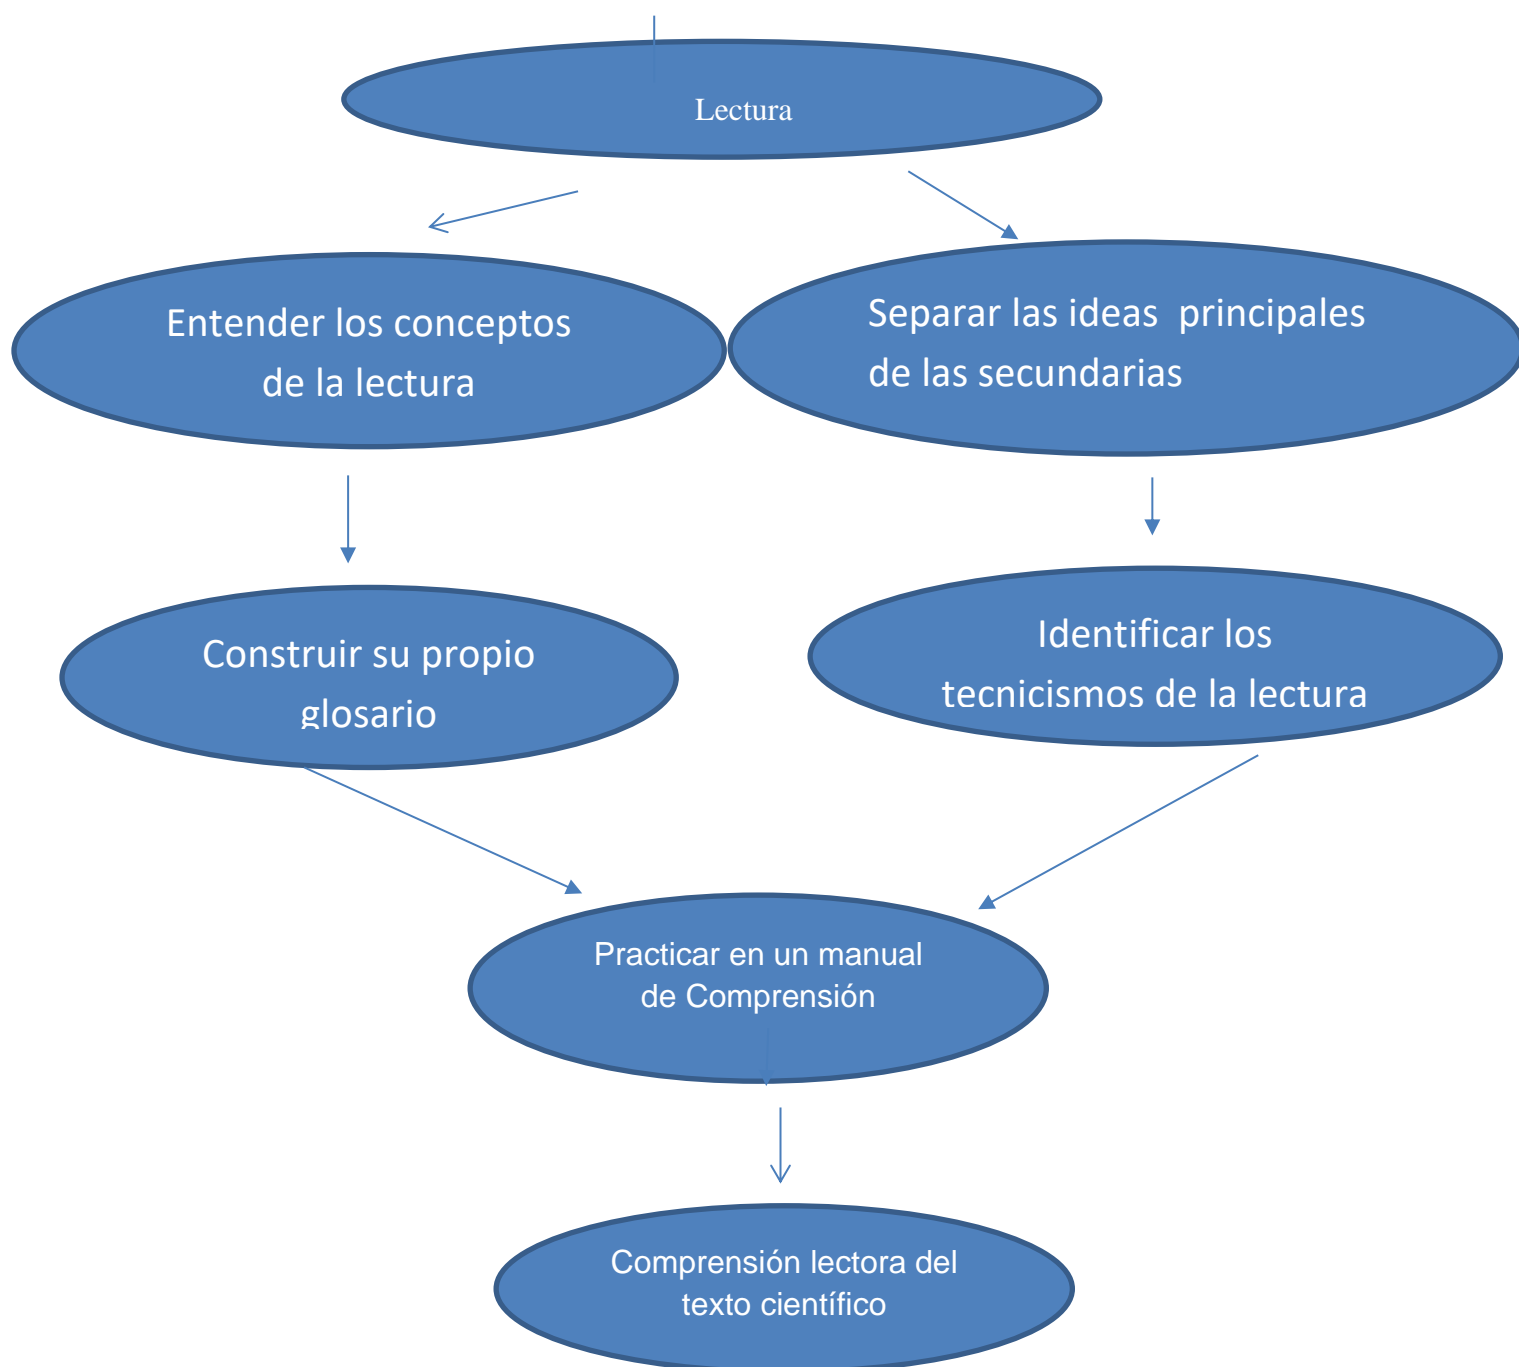 Lectura
Entender los conceptos
de la lectura
Separar las ideas  principales
de las secundarias
Construir su propio
glosario
Identificar los
tecnicismos de la lectura
Practicar en un manual
de Comprensión
Comprensión lectora del
texto científico